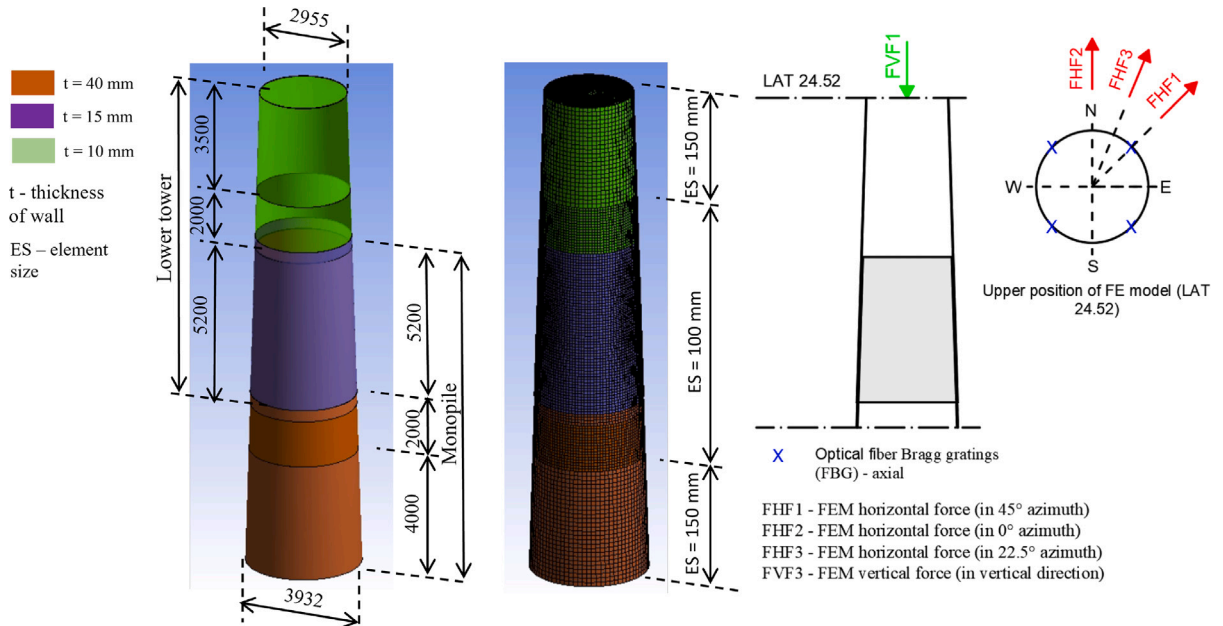 t = 40 mm
t = 15 mm
t = 10 mm
t - thickness
of wall
ES – element
size
2955
3500
2000
5200
Lower tower
5200
2000
4000
Monopile
3932
ES = 150 mm
ES = 100 mm
ES = 150 mm
LAT 24.52
FVF1
FHF2
FHF3
FHF1
N
W
E
S
X
X
X
X
Upper position of FE model (LAT
24.52)
X Optical fiber Bragg gratings
(FBG) - axial
FHF1 - FEM horizontal force (in 45° azimuth)
FHF2 - FEM horizontal force (in 0° azimuth)
FHF3 - FEM horizontal force (in 22.5° azimuth)
FVF3 - FEM vertical force (in vertical direction)